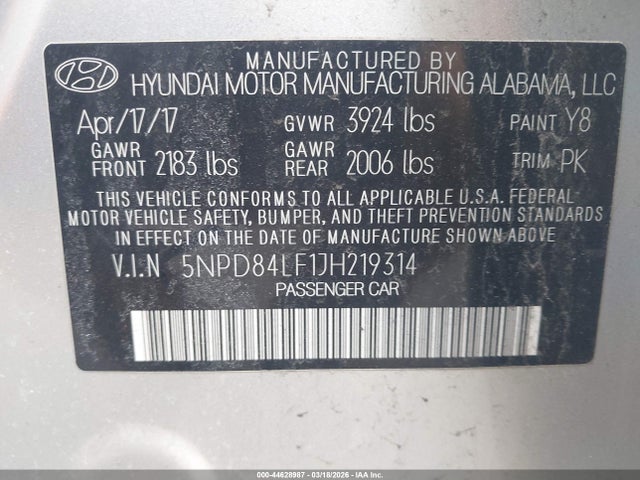 MANUFACTURED BY
HYUNDAI MOTOR MANUFACTURING ALABAMA, LLC
Apr/17/17 GVWR 3924 lbs PAINT Y8
GAWR FRONT 2183 lbs GAWR REAR 2006 lbs TRIM PK
THIS VEHICLE CONFORMS TO ALL APPLICABLE U.S.A. FEDERAL
MOTOR VEHICLE SAFETY, BUMPER, AND THEFT PREVENTION STANDARDS
IN EFFECT ON THE DATE OF MANUFACTURE SHOWN ABOVE.
V.I.N 5NPD84LF1JH219314
PASSENGER CAR
000-44628987 - 03/18/2026 - COPYRIGHT IAA, LLC. - A COPART